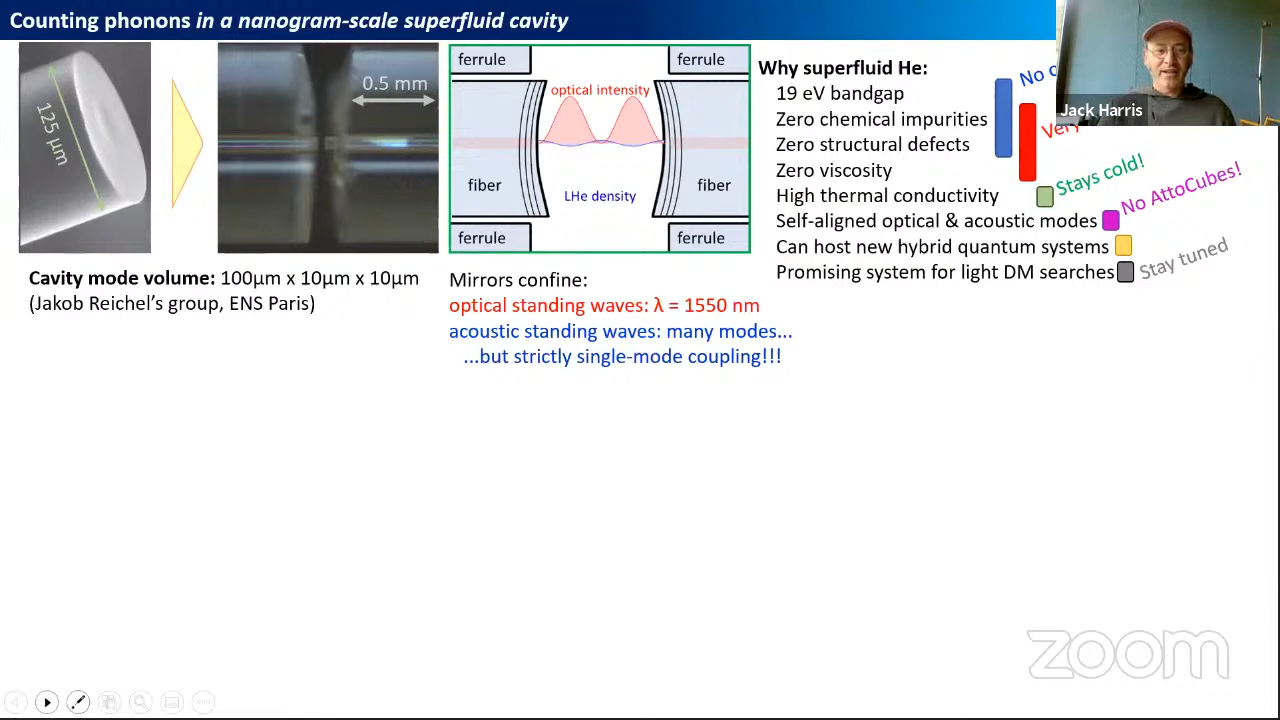 Counting phonons in a nanogram-scale superfluid cavity
125 µm
0.5 mm
ferrule
ferrule
optical intensity
fiber
fiber
LHe density
ferrule
ferrule
Cavity mode volume: 100µm x 10µm x 10µm
(Jakob Reichel's group, ENS Paris)
Mirrors confine:
optical standing waves: λ = 1550 nm
acoustic standing waves: many modes...
...but strictly single-mode coupling!!!
Why superfluid He:
19 eV bandgap
Zero chemical impurities
Zero structural defects
Zero viscosity
High thermal conductivity
Self-aligned optical & acoustic modes
Can host new hybrid quantum systems
Promising system for light DM searches
No
Very
Stays cold!
No AttoCubes!
Stay tuned
Jack Harris
zoom